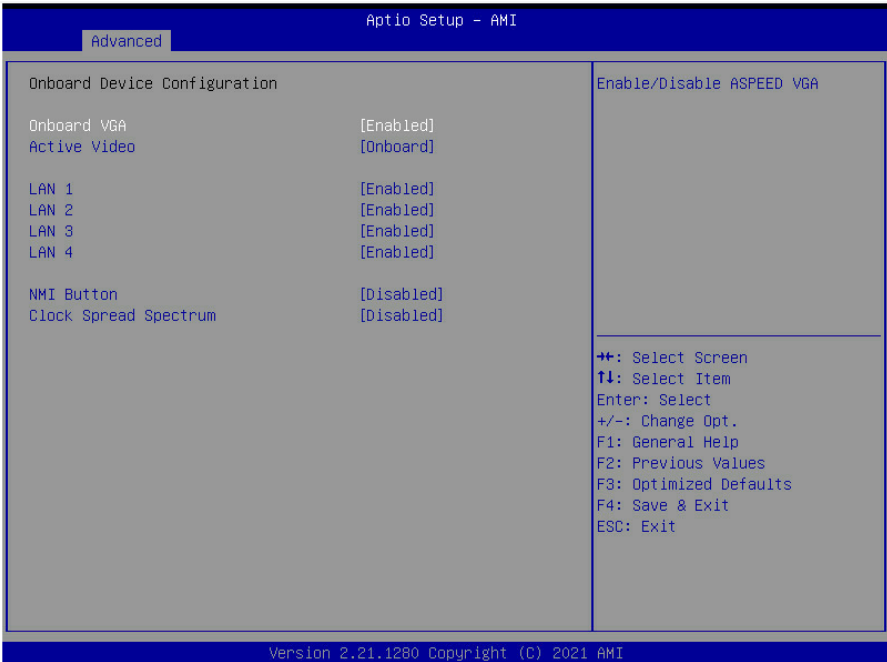 Aptio Setup – AMI
Advanced
Onboard Device Configuration
Onboard VGA [Enabled]
Active Video [Onboard]
LAN 1 [Enabled]
LAN 2 [Enabled]
LAN 3 [Enabled]
LAN 4 [Enabled]
NMI Button [Disabled]
Clock Spread Spectrum [Disabled]
Enable/Disable ASPEED VGA
→←: Select Screen
↑↓: Select Item
Enter: Select
+/-: Change Opt.
F1: General Help
F2: Previous Values
F3: Optimized Defaults
F4: Save & Exit
ESC: Exit
Version 2.21.1280 Copyright (C) 2021 AMI